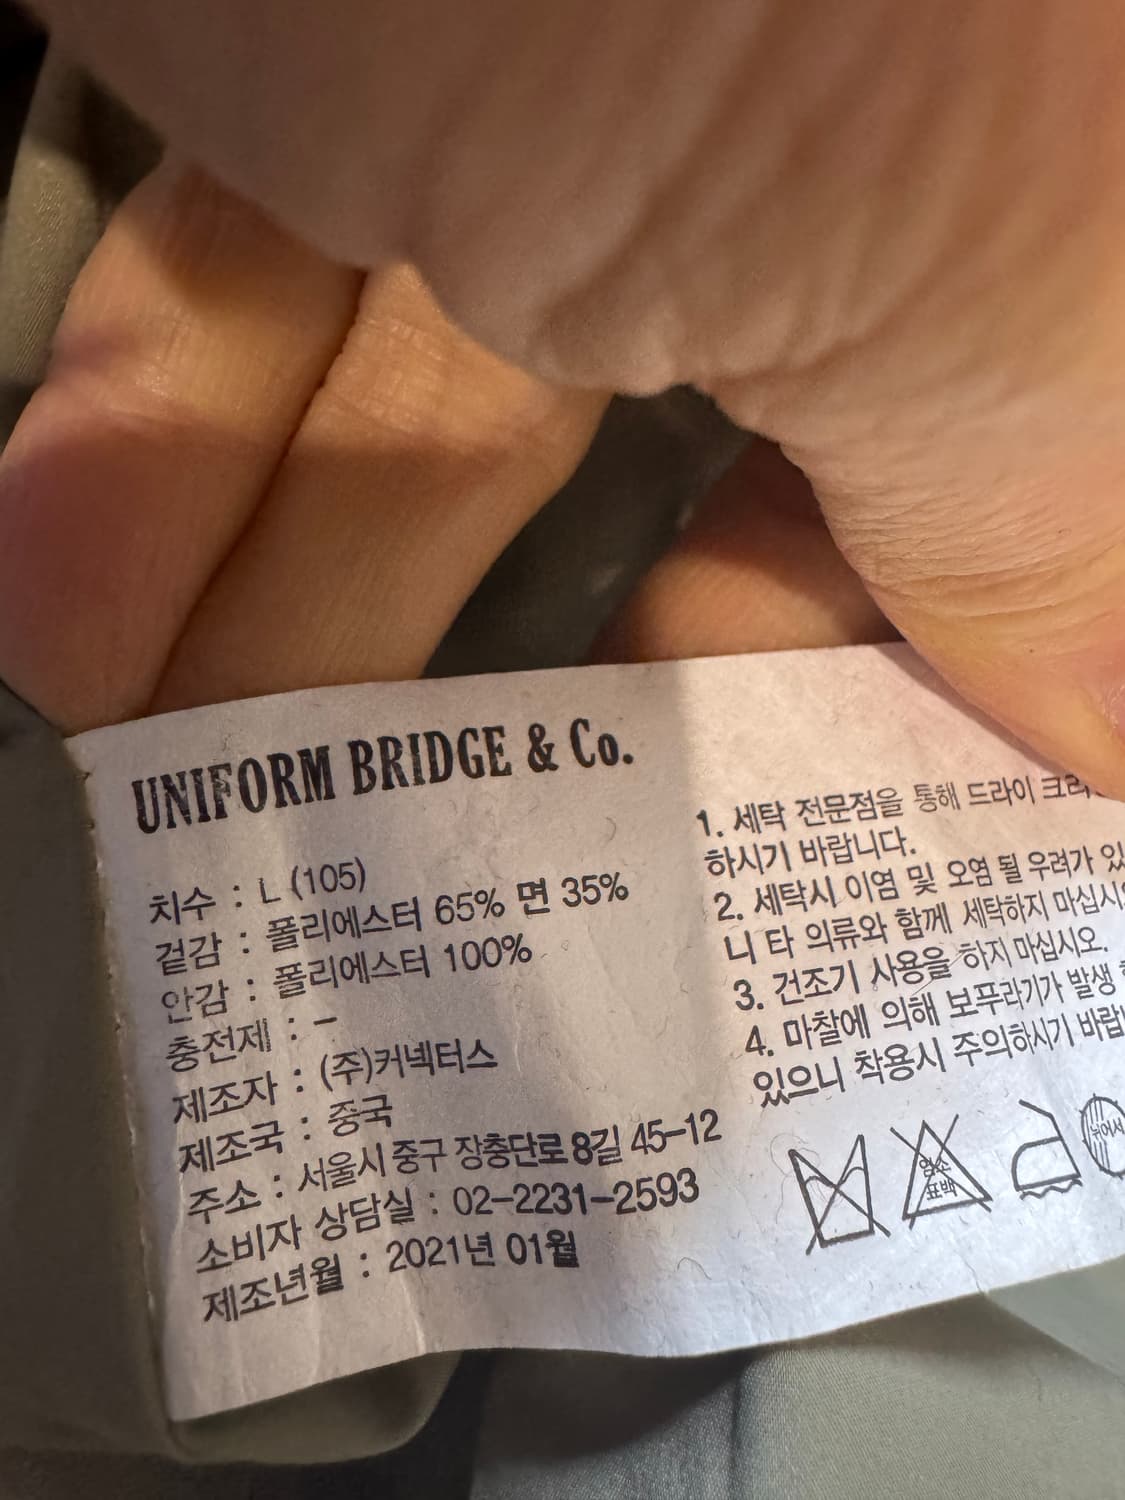 UNIFORM BRIDGE & Co.
치수 : L (105)
겉감 : 폴리에스터 65% 면 35%
안감 : 폴리에스터 100%
충전제 : -
제조자 : (주)커넥터스
제조국 : 중국
주소 : 서울시 중구 장충단로 8길 45-12
소비자 상담실 : 02-2231-2593
제조년월 : 2021년 01월
1. 세탁 전문점을 통해 드라이
하시기 바랍니다.
2. 세탁시 이염 및 오염 될 우려가 있
니 타 의류와 함께 세탁하지 마십시
3. 건조기 사용을 하지 마십시오.
4. 마찰에 의해 보푸라기가 발생
있으니 착용시 주의하시기 바랍
염소
표백
뉘어서